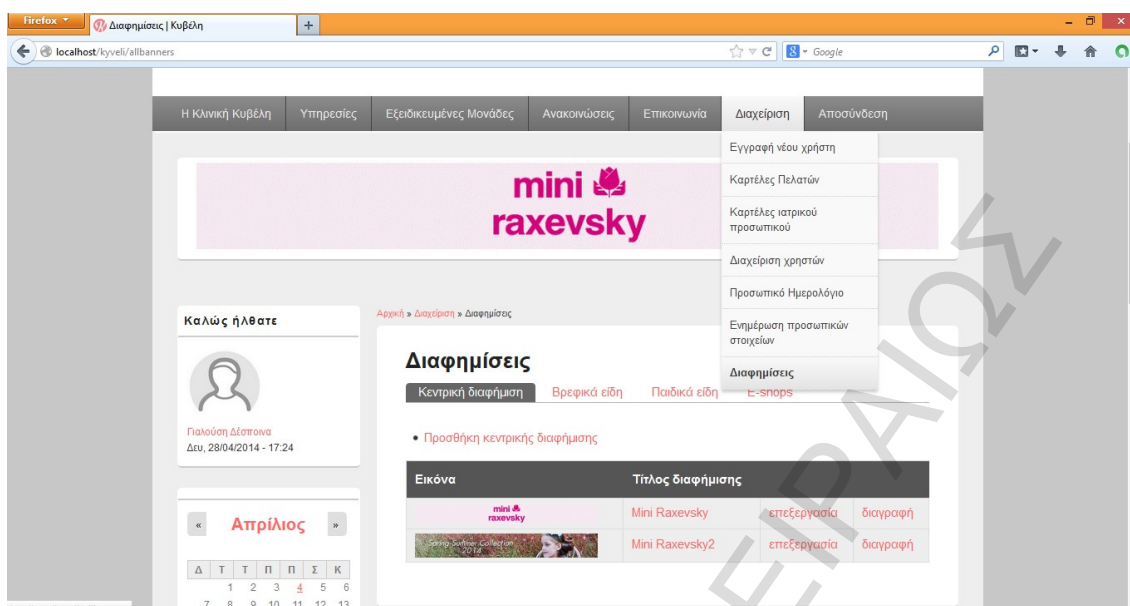 Firefox
Διαφημίσεις | Κυβέλη
localhost/kyveli/allbanners
Google
Η Κλινική Κυβέλη
Υπηρεσίες
Εξειδικευμένες Μονάδες
Ανακοινώσεις
Επικοινωνία
Διαχείριση
Αποσύνδεση
Εγγραφή νέου χρήστη
Καρτέλες Πελατών
Καρτέλες ιατρικού
προσωπικού
Διαχείριση χρηστών
Προσωπικό Ημερολόγιο
Ενημέρωση προσωπικών
στοιχείων
Διαφημίσεις
mini
raxevsky
Καλώς ήλθατε
Γιαλούση Δέσποινα
Δευ, 28/04/2014 - 17:24
« Απρίλιος »
Δ Τ Τ Π Π Σ Κ
1 2 3 4 5 6
7 8 9 10 11 12 13
Αρχική » Διαχείριση » Διαφημίσεις
Διαφημίσεις
Κεντρική διαφήμιση
Βρεφικά είδη
Παιδικά είδη
E-shops
• Προσθήκη κεντρικής διαφήμισης
Εικόνα Τίτλος διαφήμισης
mini
raxevsky
Mini Raxevsky επεξεργασία διαγραφή
Spring-Summer Collection
2014
Mini Raxevsky2 επεξεργασία διαγραφή
ΕΙΡΑΙΩΣ